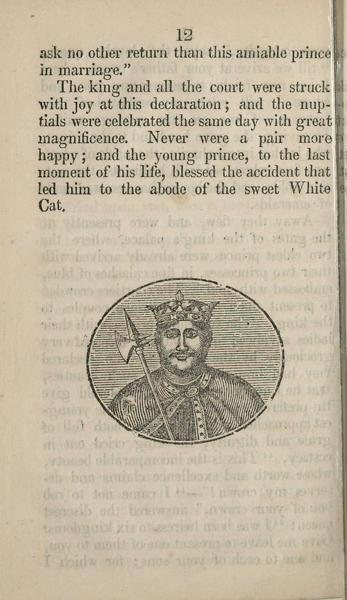 12
ask no other return than this amiable prince
in marriage."
The king and all the court were struck
with joy at this declaration; and the nup-
tials were celebrated the same day with great
magnificence. Never were a pair more
happy; and the young prince, to the last
moment of his life, blessed the accident that
led him to the abode of the sweet White
Cat.